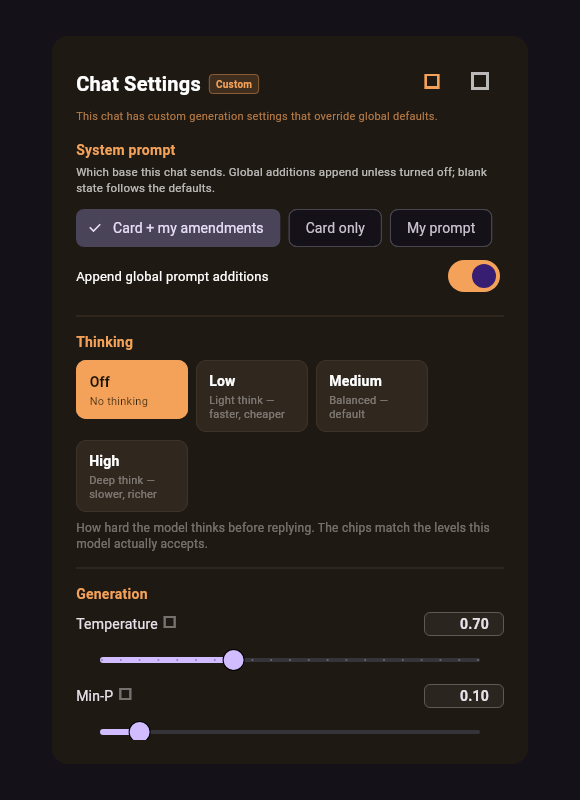 Chat Settings Custom
This chat has custom generation settings that override global defaults.
System prompt
Which base this chat sends. Global additions append unless turned off; blank
state follows the defaults.
Card + my amendments Card only My prompt
Append global prompt additions
Thinking
Off Low Medium
No thinking Light think — Balanced —
faster, cheaper default
High
Deep think —
slower, richer
How hard the model thinks before replying. The chips match the levels this
model actually accepts.
Generation
Temperature 0.70
Min-P 0.10